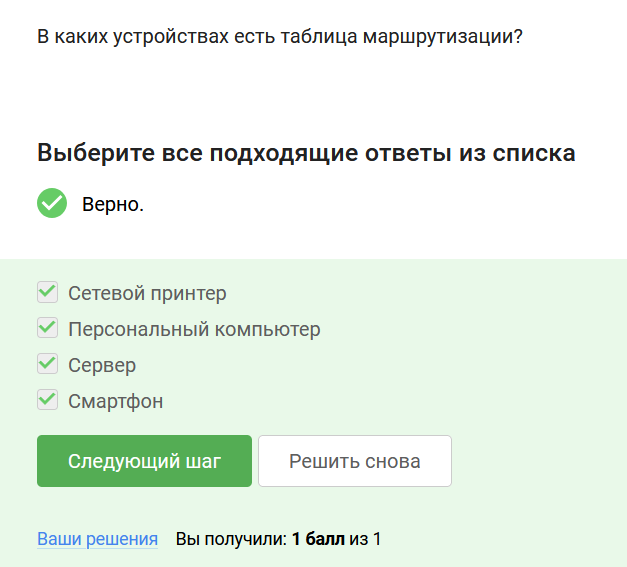 В каких устройствах есть таблица маршрутизации?
Выберите все подходящие ответы из списка
Верно.
Сетевой принтер
Персональный компьютер
Сервер
Смартфон
Следующий шаг Решить снова
Ваши решения Вы получили: 1 балл из 1